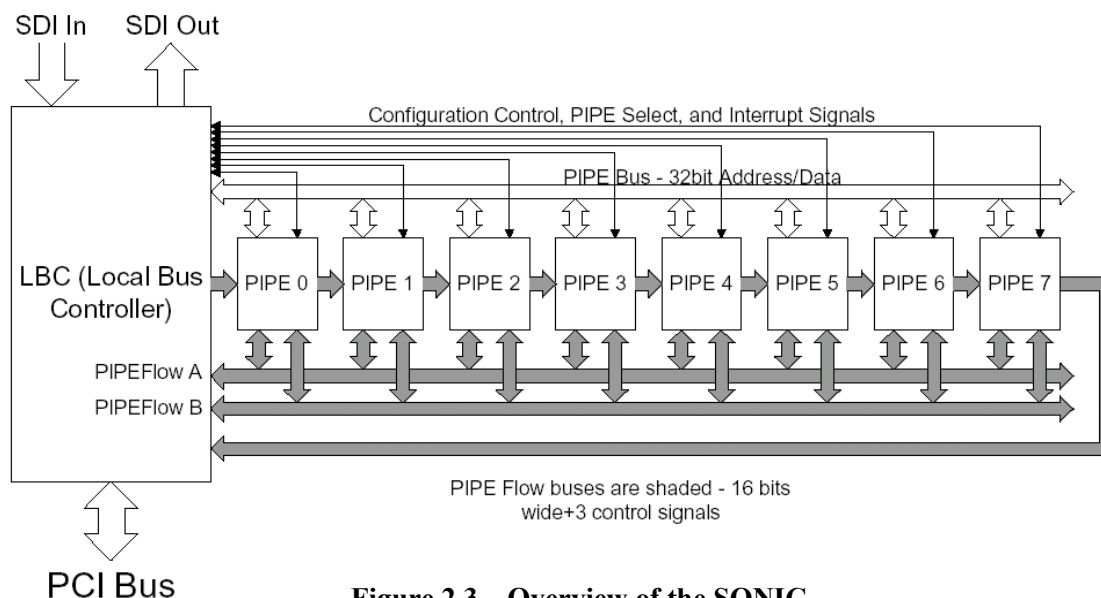 SDI In
SDI Out
Configuration Control, PIPE Select, and Interrupt Signals
PIPE Bus - 32bit Address/Data
LBC (Local Bus
Controller)
PIPE 0
PIPE 1
PIPE 2
PIPE 3
PIPE 4
PIPE 5
PIPE 6
PIPE 7
PIPEFlow A
PIPEFlow B
PIPE Flow buses are shaded - 16 bits
wide+3 control signals
PCI Bus
Figure 2.3 Overview of the SONIC